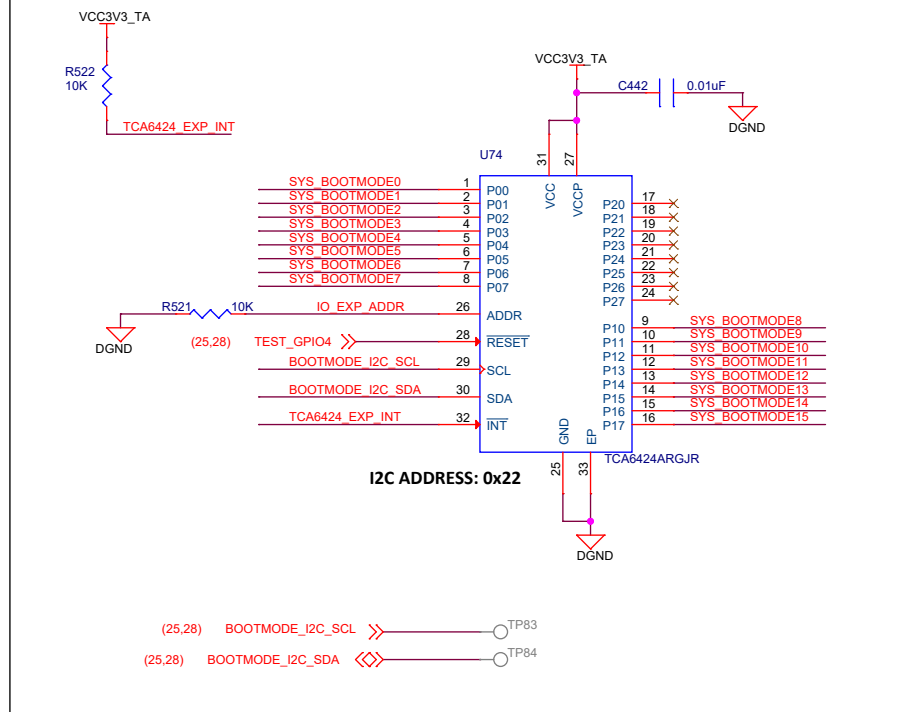 VCC3V3_TA
R522
10K
TCA6424_EXP_INT
VCC3V3_TA
C442 0.01uF
DGND
U74
31 27
VCC VCCP
SYS_BOOTMODE0 1 P00
SYS_BOOTMODE1 2 P01
SYS_BOOTMODE2 3 P02
SYS_BOOTMODE3 4 P03
SYS_BOOTMODE4 5 P04
SYS_BOOTMODE5 6 P05
SYS_BOOTMODE6 7 P06
SYS_BOOTMODE7 8 P07
P20 17
P21 18
P22 19
P23 20
P24 21
P25 22
P26 23
P27 24
R521 10K IO_EXP_ADDR 26 ADDR
DGND
(25,28) TEST_GPIO4 28 RESET
BOOTMODE_I2C_SCL 29 SCL
BOOTMODE_I2C_SDA 30 SDA
TCA6424_EXP_INT 32 INT
P10 9 SYS_BOOTMODE8
P11 10 SYS_BOOTMODE9
P12 11 SYS_BOOTMODE10
P13 12 SYS_BOOTMODE11
P14 13 SYS_BOOTMODE12
P15 14 SYS_BOOTMODE13
P16 15 SYS_BOOTMODE14
P17 16 SYS_BOOTMODE15
GND EP
25 33
TCA6424ARGJR
I2C ADDRESS: 0x22
DGND
(25,28) BOOTMODE_I2C_SCL TP83
(25,28) BOOTMODE_I2C_SDA TP84